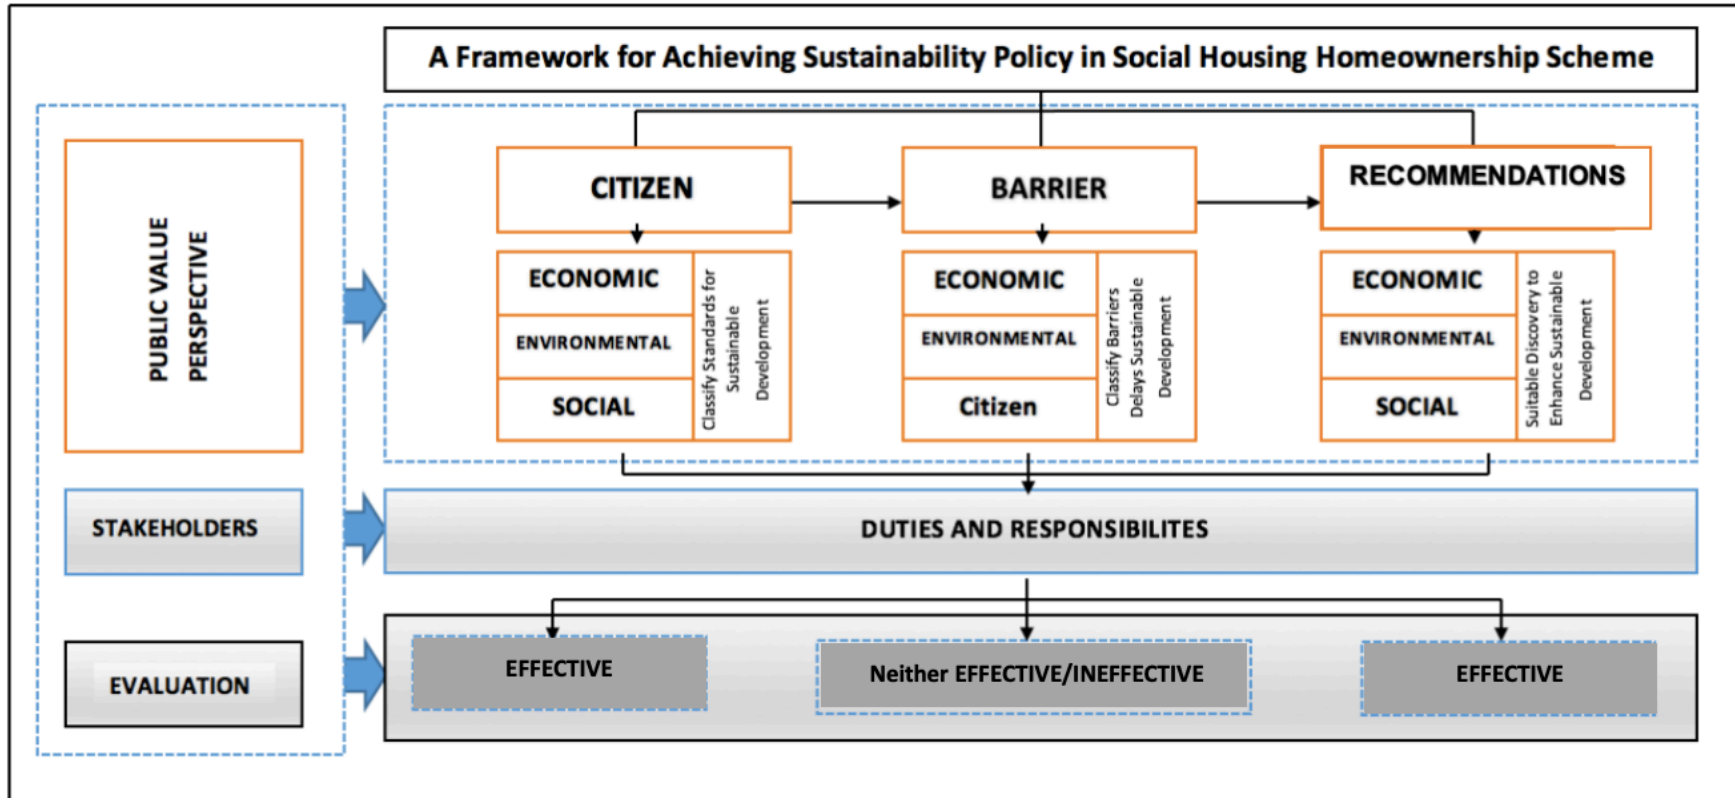 A Framework for Achieving Sustainability Policy in Social Housing Homeownership Scheme
PUBLIC VALUE
PERSPECTIVE
CITIZEN
BARRIER
RECOMMENDATIONS
ECONOMIC
ENVIRONMENTAL
SOCIAL
Classify Standards for
Sustainable
Development
ECONOMIC
ENVIRONMENTAL
Citizen
Classify Barriers
Delays Sustainable
Development
ECONOMIC
ENVIRONMENTAL
SOCIAL
Suitable Discovery to
Enhance Sustainable
Development
STAKEHOLDERS
DUTIES AND RESPONSIBILITES
EVALUATION
EFFECTIVE
Neither EFFECTIVE/INEFFECTIVE
EFFECTIVE